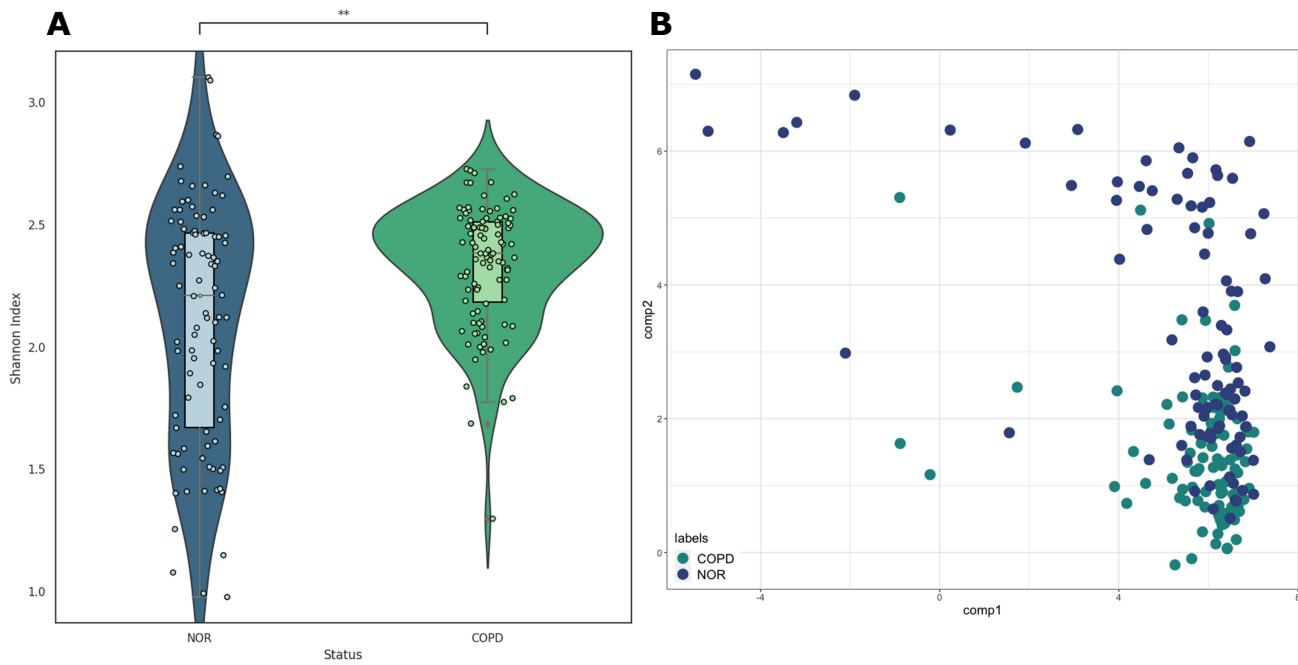 A
B
**
3.0
2.5
2.0
1.5
1.0
Shannon Index
NOR
COPD
Status
6
4
2
0
comp2
labels
COPD
NOR
-4
0
4
8
comp1